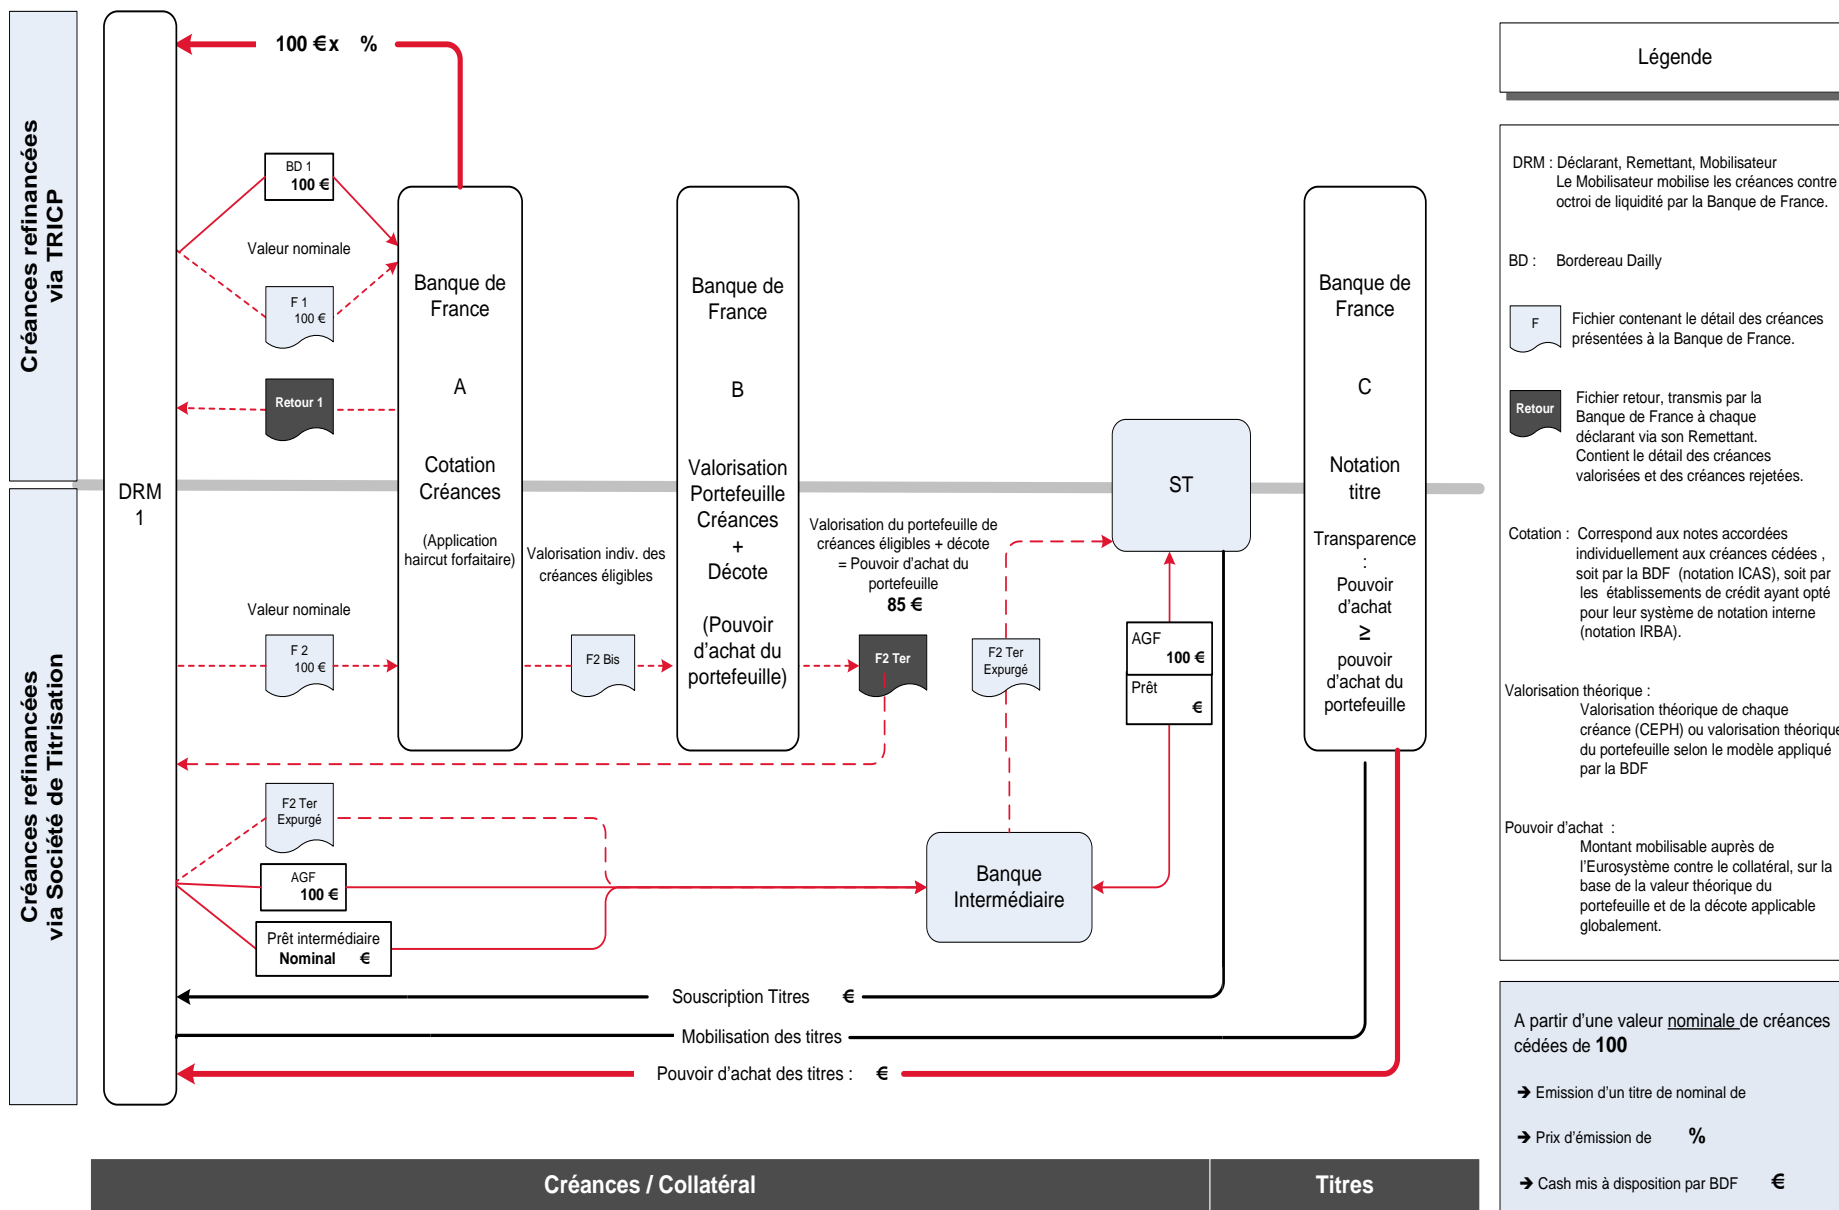 Créances refinancées
via TRICP
Créances refinancées
via Société de Titrisation
DRM
1
100 € x %
BD 1
100 €
Valeur nominale
F 1
100 €
Retour 1
Valeur nominale
F 2
100 €
Banque de
France
A
Cotation
Créances
(Application
haircut forfaitaire)
Valorisation indiv. des
créances éligibles
F2 Bis
Banque de
France
B
Valorisation
Portefeuille
Créances
+
Décote
(Pouvoir
d'achat du
portefeuille)
Valorisation du portefeuille de
créances éligibles + décote
= Pouvoir d'achat du
portefeuille
85 €
F2 Ter
F2 Ter
Expurgé
ST
AGF
100 €
Prêt
€
Banque de
France
C
Notation
titre
Transparence
:
Pouvoir
d'achat
≥
pouvoir
d'achat du
portefeuille
F2 Ter
Expurgé
AGF
100 €
Prêt intermédiaire
Nominal €
Banque
Intermédiaire
Souscription Titres €
Mobilisation des titres
Pouvoir d'achat des titres : €
Créances / Collatéral
Titres
Légende
DRM : Déclarant, Remettant, Mobilisateur
Le Mobilisateur mobilise les créances contre
octroi de liquidité par la Banque de France.
BD : Bordereau Dailly
F
Fichier contenant le détail des créances
présentées à la Banque de France.
Retour
Fichier retour, transmis par la
Banque de France à chaque
déclarant via son Remettant.
Contient le détail des créances
valorisées et des créances rejetées.
Cotation : Correspond aux notes accordées
individuellement aux créances cédées ,
soit par la BDF (notation ICAS), soit par
les établissements de crédit ayant opté
pour leur système de notation interne
(notation IRBA).
Valorisation théorique :
Valorisation théorique de chaque
créance (CEPH) ou valorisation théorique
du portefeuille selon le modèle appliqué
par la BDF
Pouvoir d'achat :
Montant mobilisable auprès de
l'Eurosystème contre le collatéral, sur la
base de la valeur théorique du
portefeuille et de la décote applicable
globalement.
A partir d'une valeur nominale de créances
cédées de 100
➔ Emission d'un titre de nominal de
➔ Prix d'émission de %
➔ Cash mis à disposition par BDF €